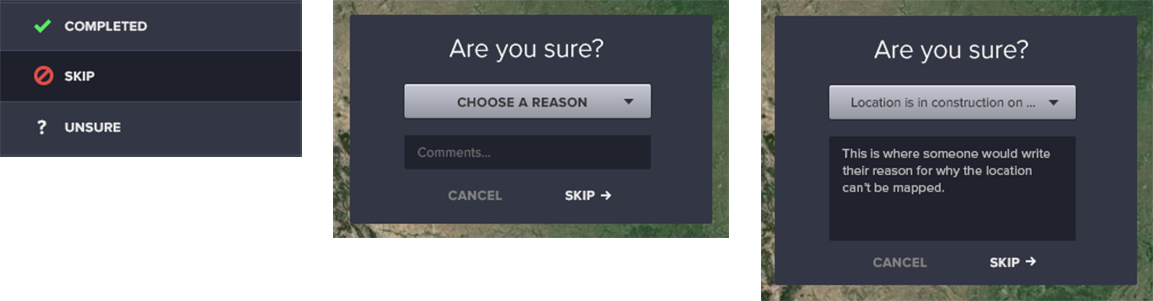 COMPLETED
SKIP
? UNSURE
Are you sure?
CHOOSE A REASON
Comments...
CANCEL SKIP →
Are you sure?
Location is in construction on ...
This is where someone would write
their reason for why the location
can't be mapped.
CANCEL SKIP →